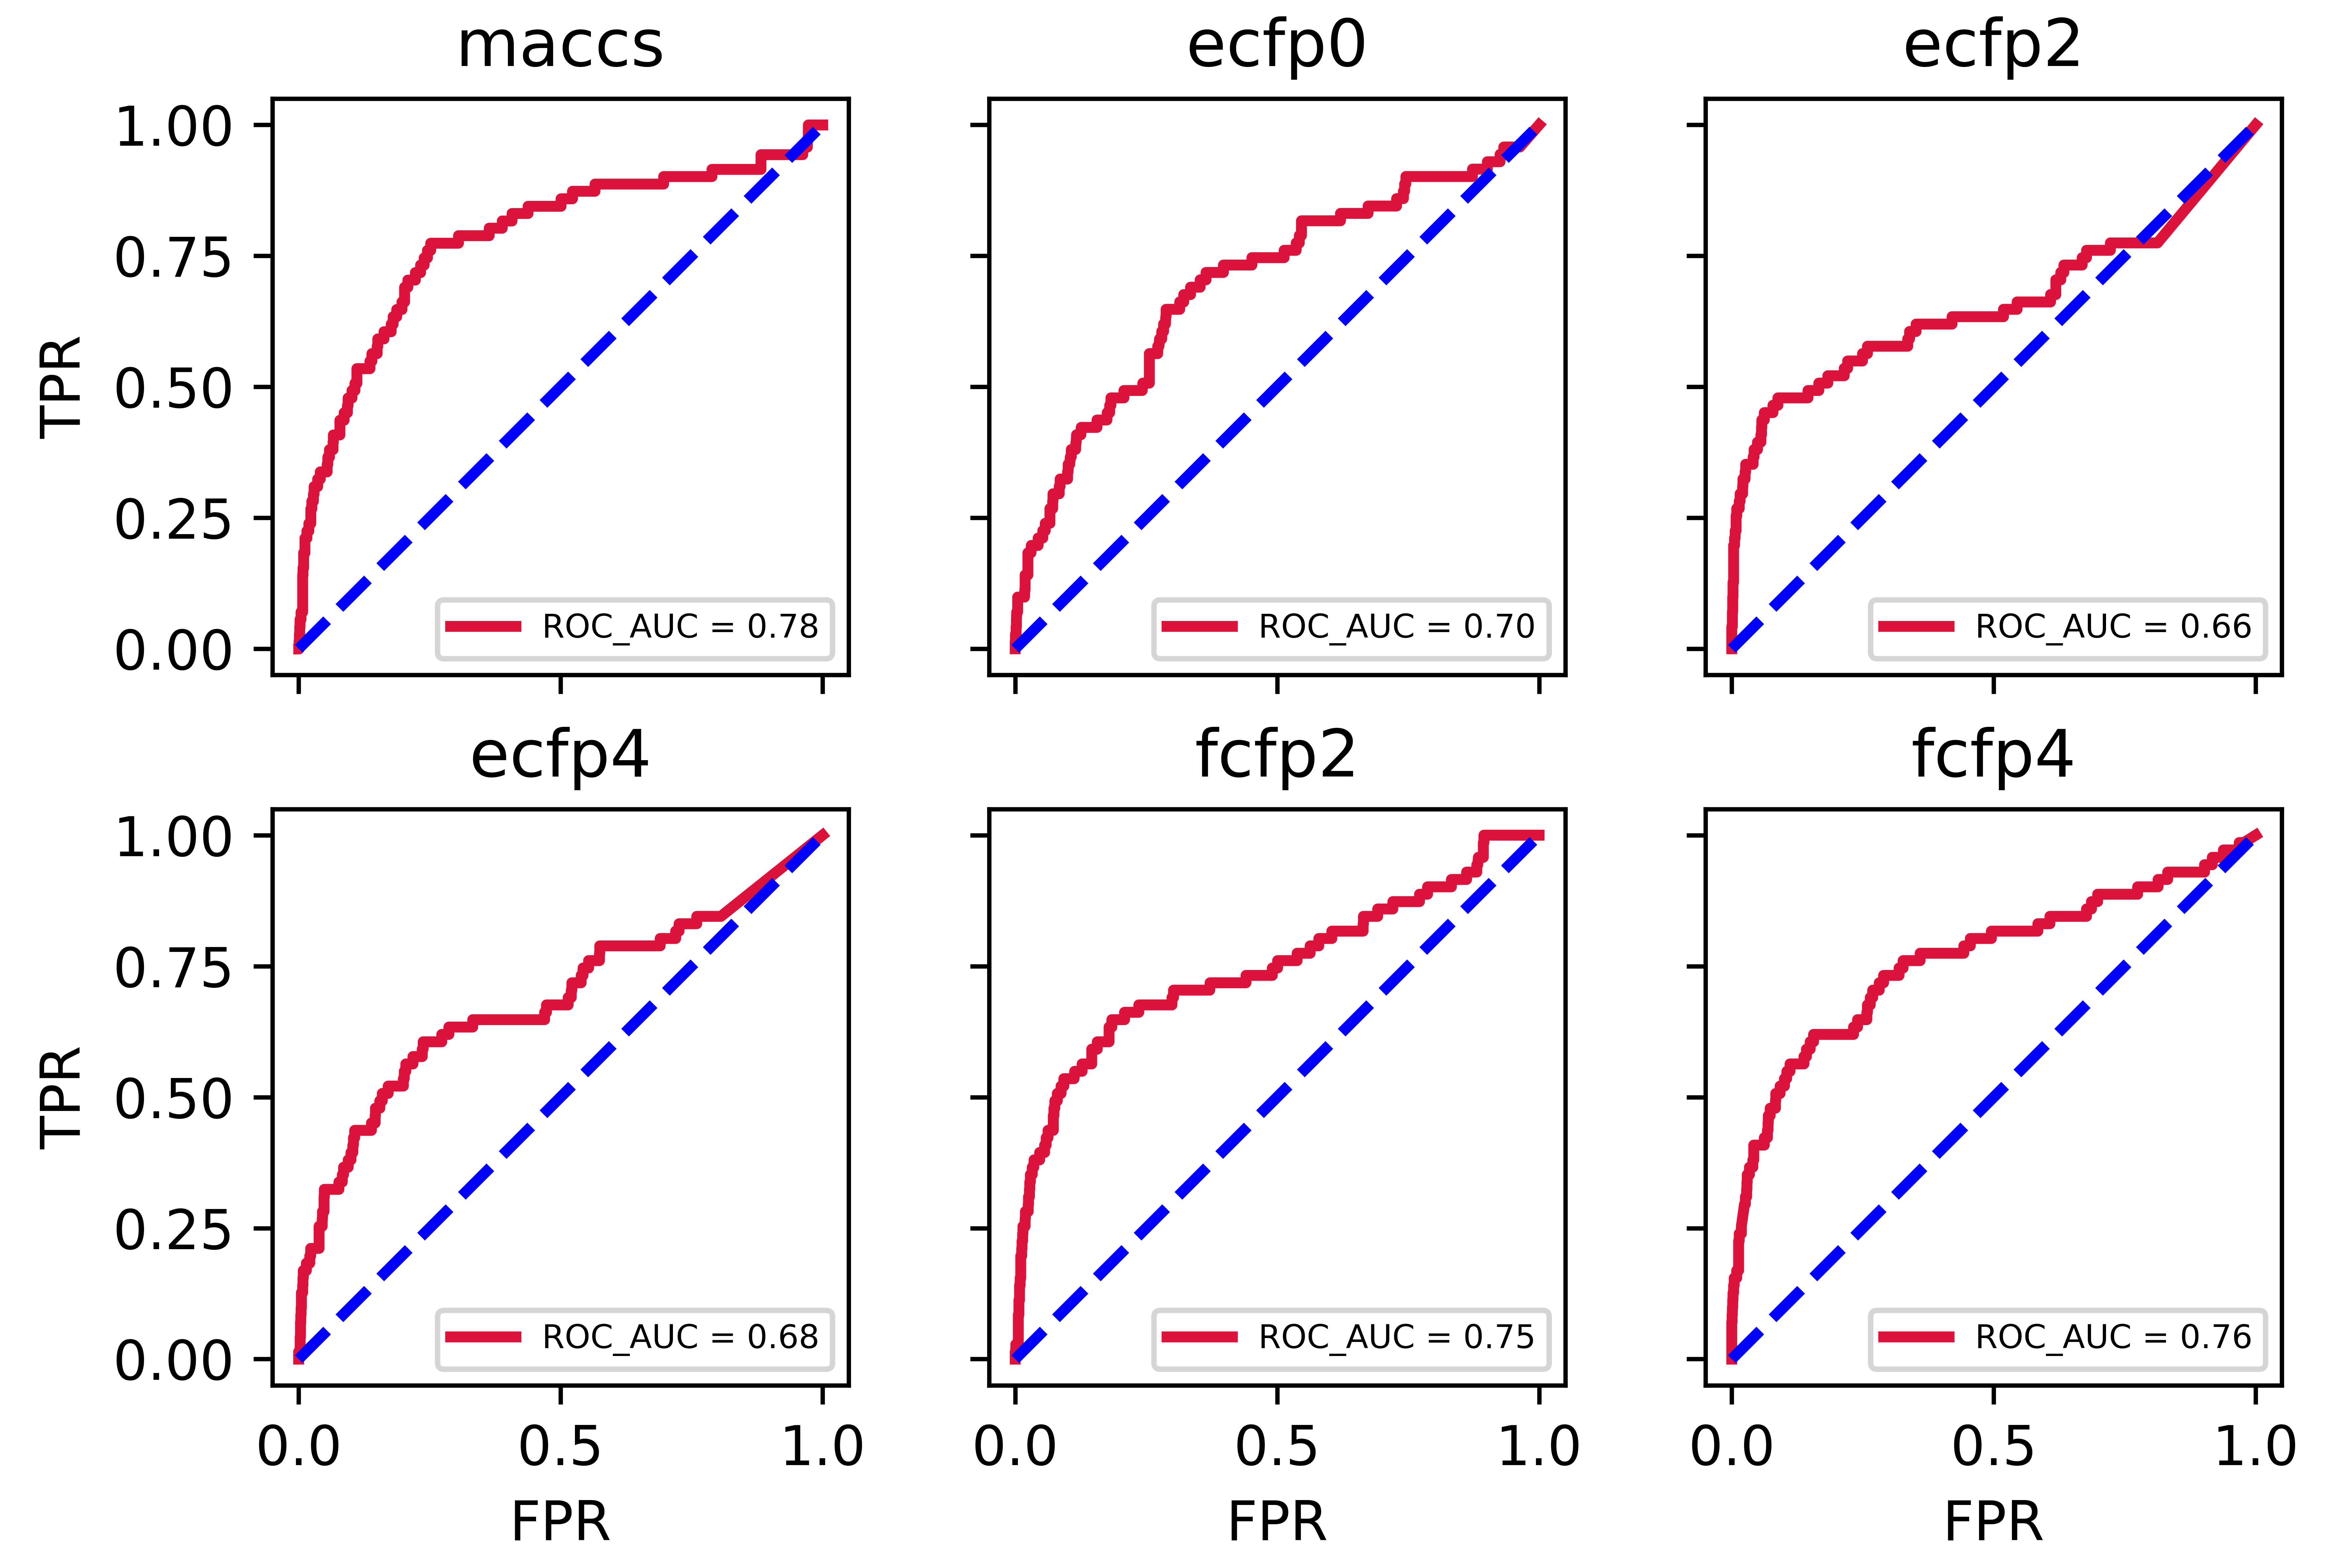 maccs
ecfp0
ecfp2
1.00
0.75
0.50
0.25
0.00
TPR
ROC_AUC = 0.78
ROC_AUC = 0.70
ROC_AUC = 0.66
ecfp4
fcfp2
fcfp4
1.00
0.75
0.50
0.25
0.00
TPR
ROC_AUC = 0.68
ROC_AUC = 0.75
ROC_AUC = 0.76
0.0 0.5 1.0
0.0 0.5 1.0
0.0 0.5 1.0
FPR
FPR
FPR